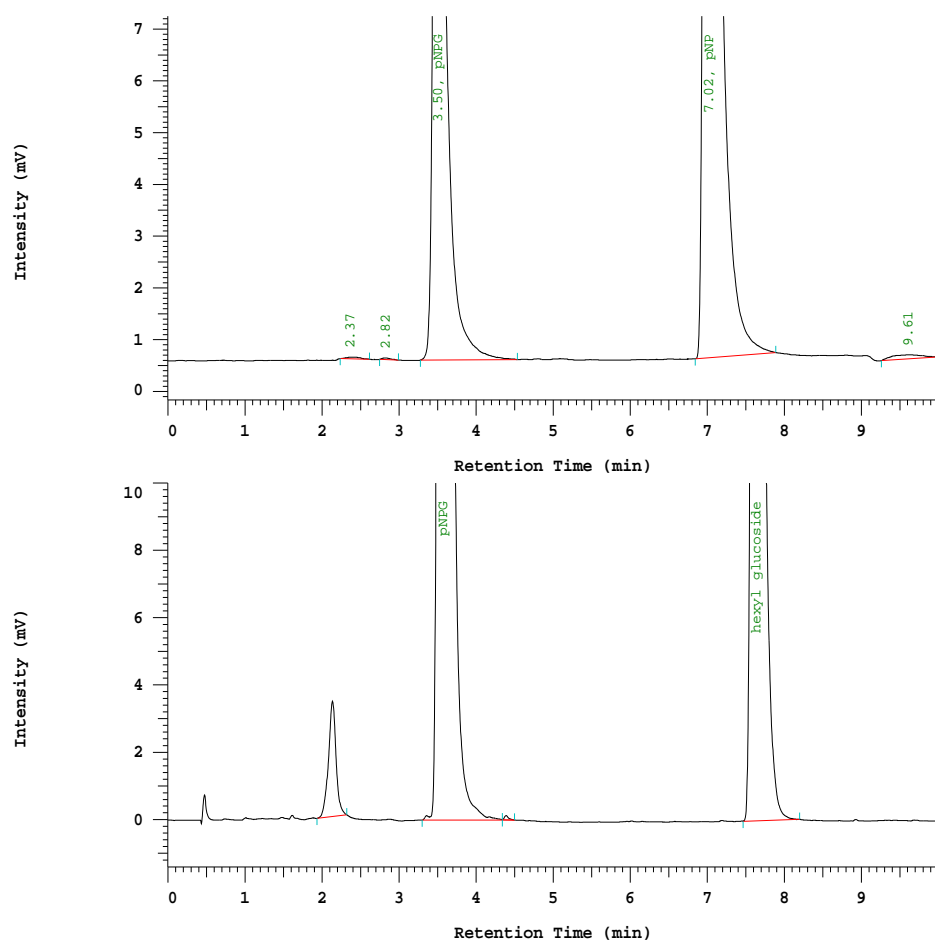 Intensity (mV)
7
6
5
4
3
2
1
0
2.37
2.82
3.50, pNPG
7.02, pNP
9.61
0 1 2 3 4 5 6 7 8 9
Retention Time (min)
Intensity (mV)
10
8
6
4
2
0
pNPG
hexyl glucoside
0 1 2 3 4 5 6 7 8 9
Retention Time (min)